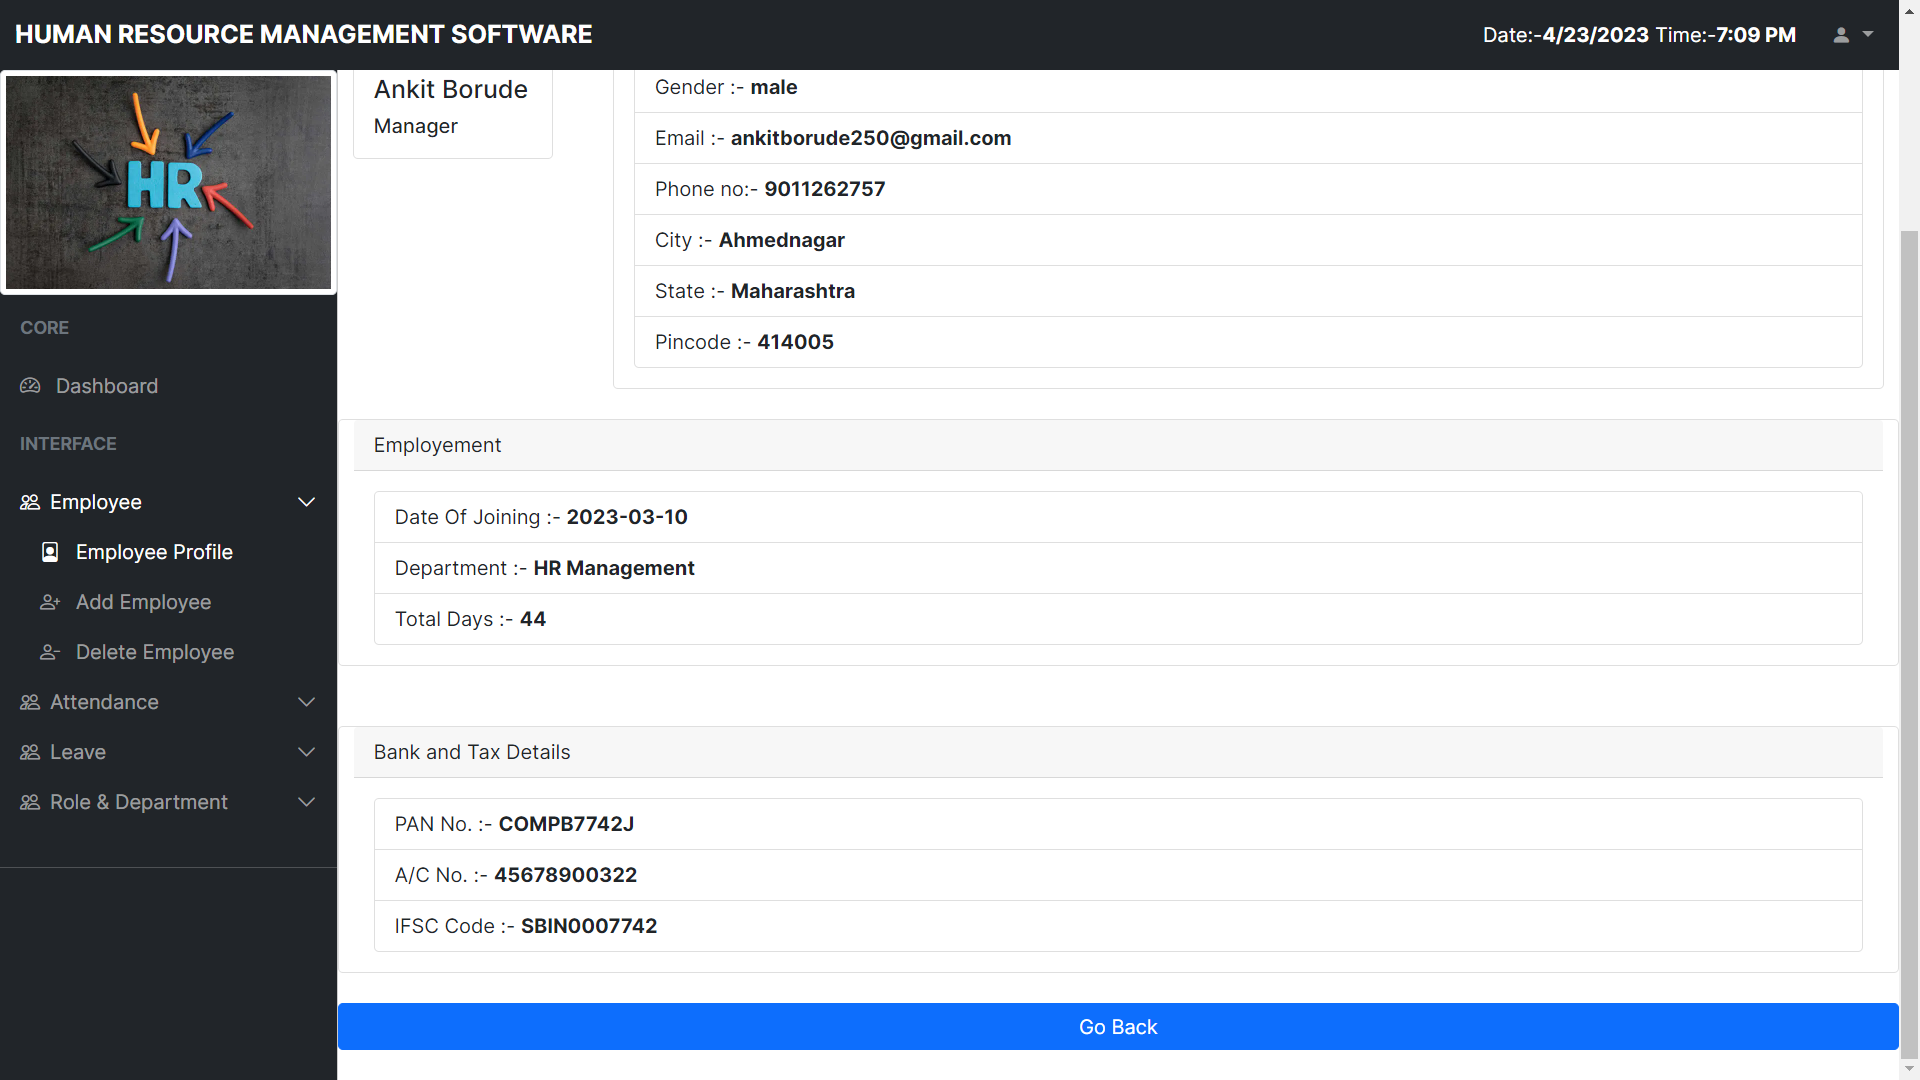 HUMAN RESOURCE MANAGEMENT SOFTWARE
Date:-4/23/2023 Time:-7:09 PM
HR
CORE
Dashboard
INTERFACE
Employee
Employee Profile
Add Employee
Delete Employee
Attendance
Leave
Role & Department
Ankit Borude
Manager
Gender :- male
Email :- ankitborude250@gmail.com
Phone no:- 9011262757
City :- Ahmednagar
State :- Maharashtra
Pincode :- 414005
Employement
Date Of Joining :- 2023-03-10
Department :- HR Management
Total Days :- 44
Bank and Tax Details
PAN No. :- COMPB7742J
A/C No. :- 45678900322
IFSC Code :- SBIN0007742
Go Back